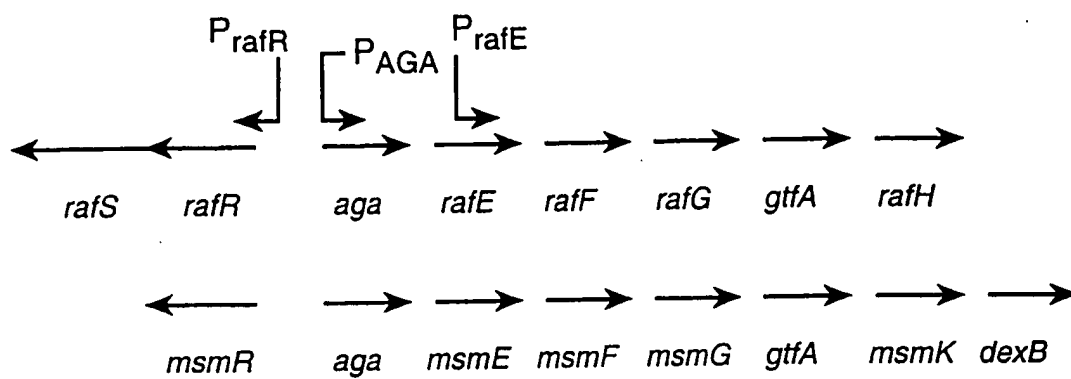 PrafR PAGA PrafE
rafS rafR aga rafE rafF rafG gtfA rafH
msmR aga msmE msmF msmG gtfA msmK dexB